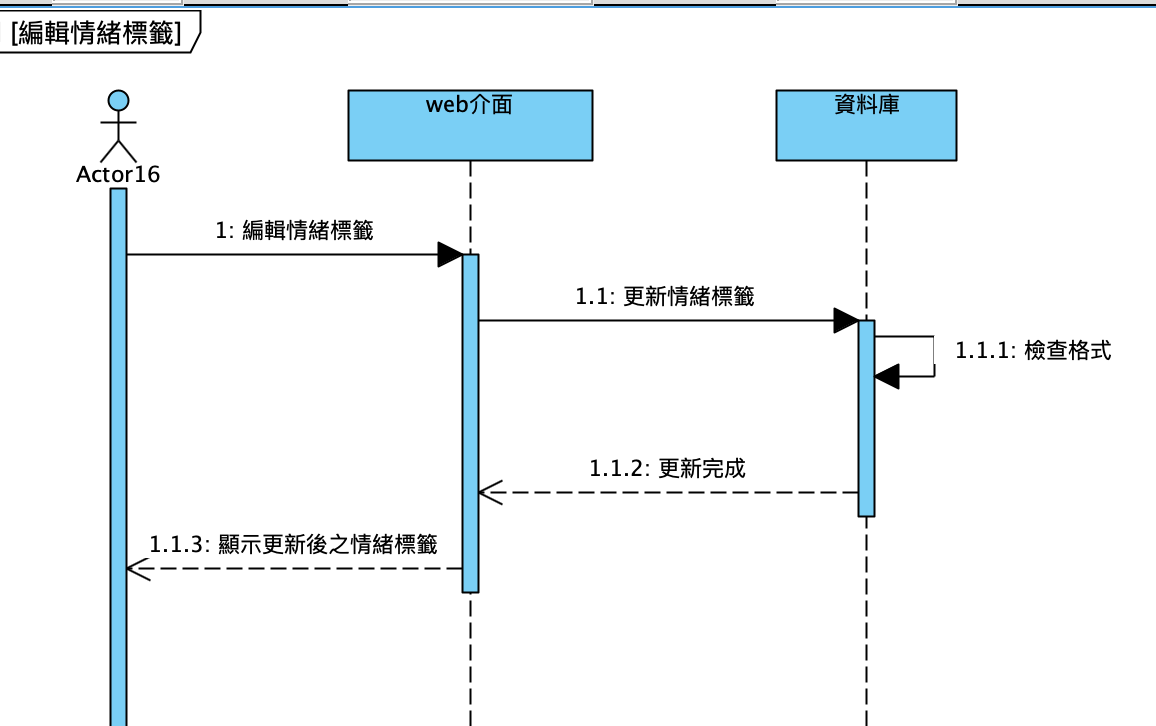 [編輯情緒標籤]
web介面
資料庫
Actor16
1: 編輯情緒標籤
1.1: 更新情緒標籤
1.1.1: 檢查格式
1.1.2: 更新完成
1.1.3: 顯示更新後之情緒標籤